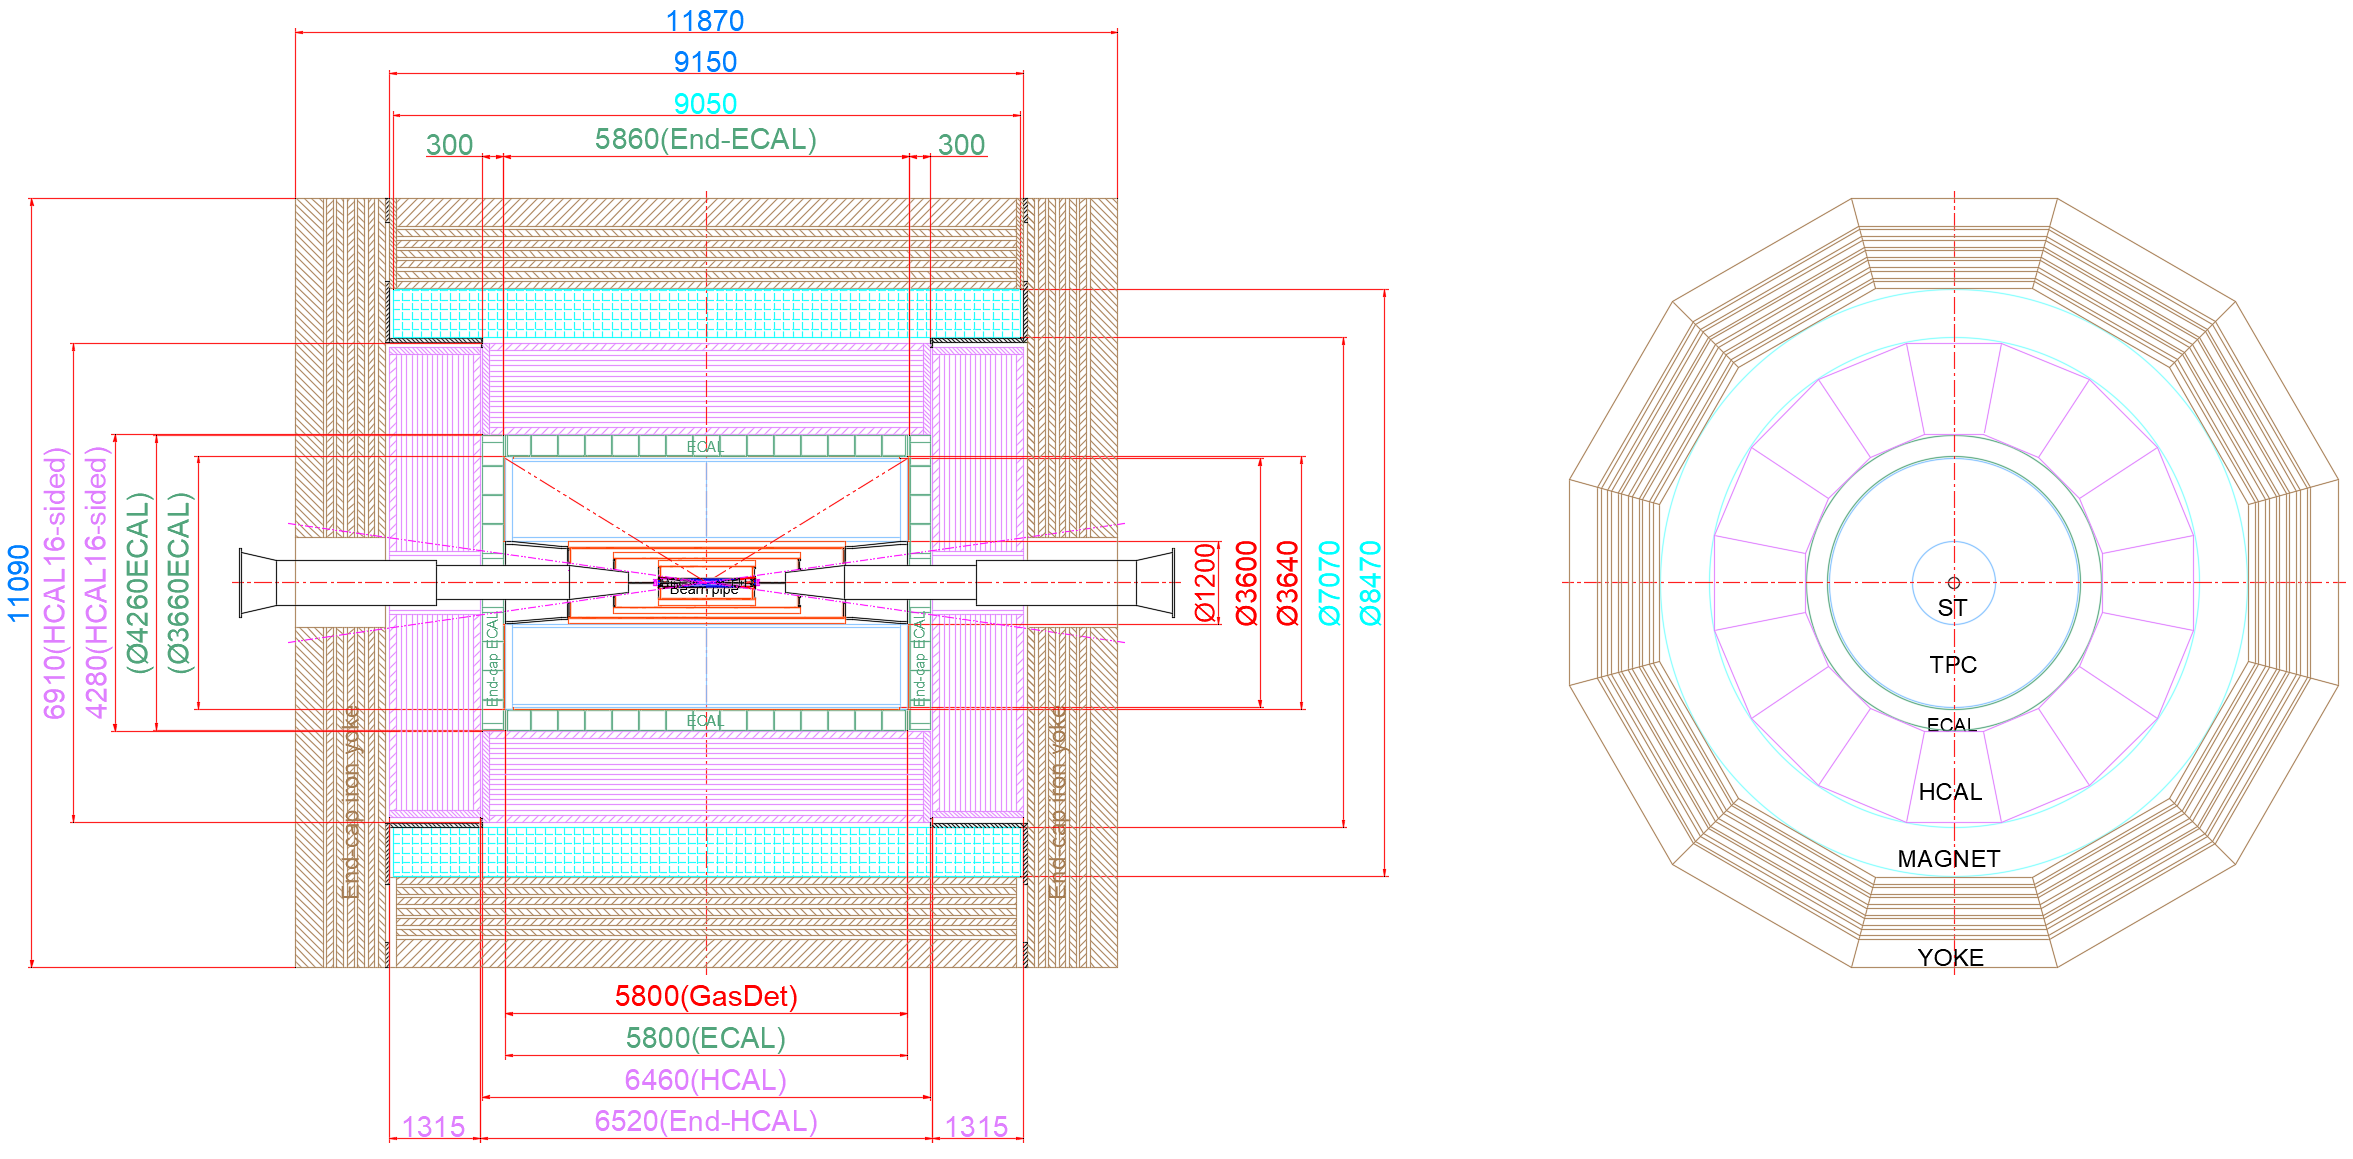 11870
9150
9050
300
5860(End-ECAL)
300
11090
6910(HCAL16-sided)
4280(HCAL16-sided)
(Ø4260ECAL)
(Ø3660ECAL)
ECAL
Beam pipe
End-cap ECAL
End-cap ECAL
ECAL
End-cap iron yoke
End-cap iron yoke
Ø1200
Ø3600
Ø3640
Ø7070
Ø8470
5800(GasDet)
5800(ECAL)
6460(HCAL)
1315
6520(End-HCAL)
1315
ST
TPC
ECAL
HCAL
MAGNET
YOKE